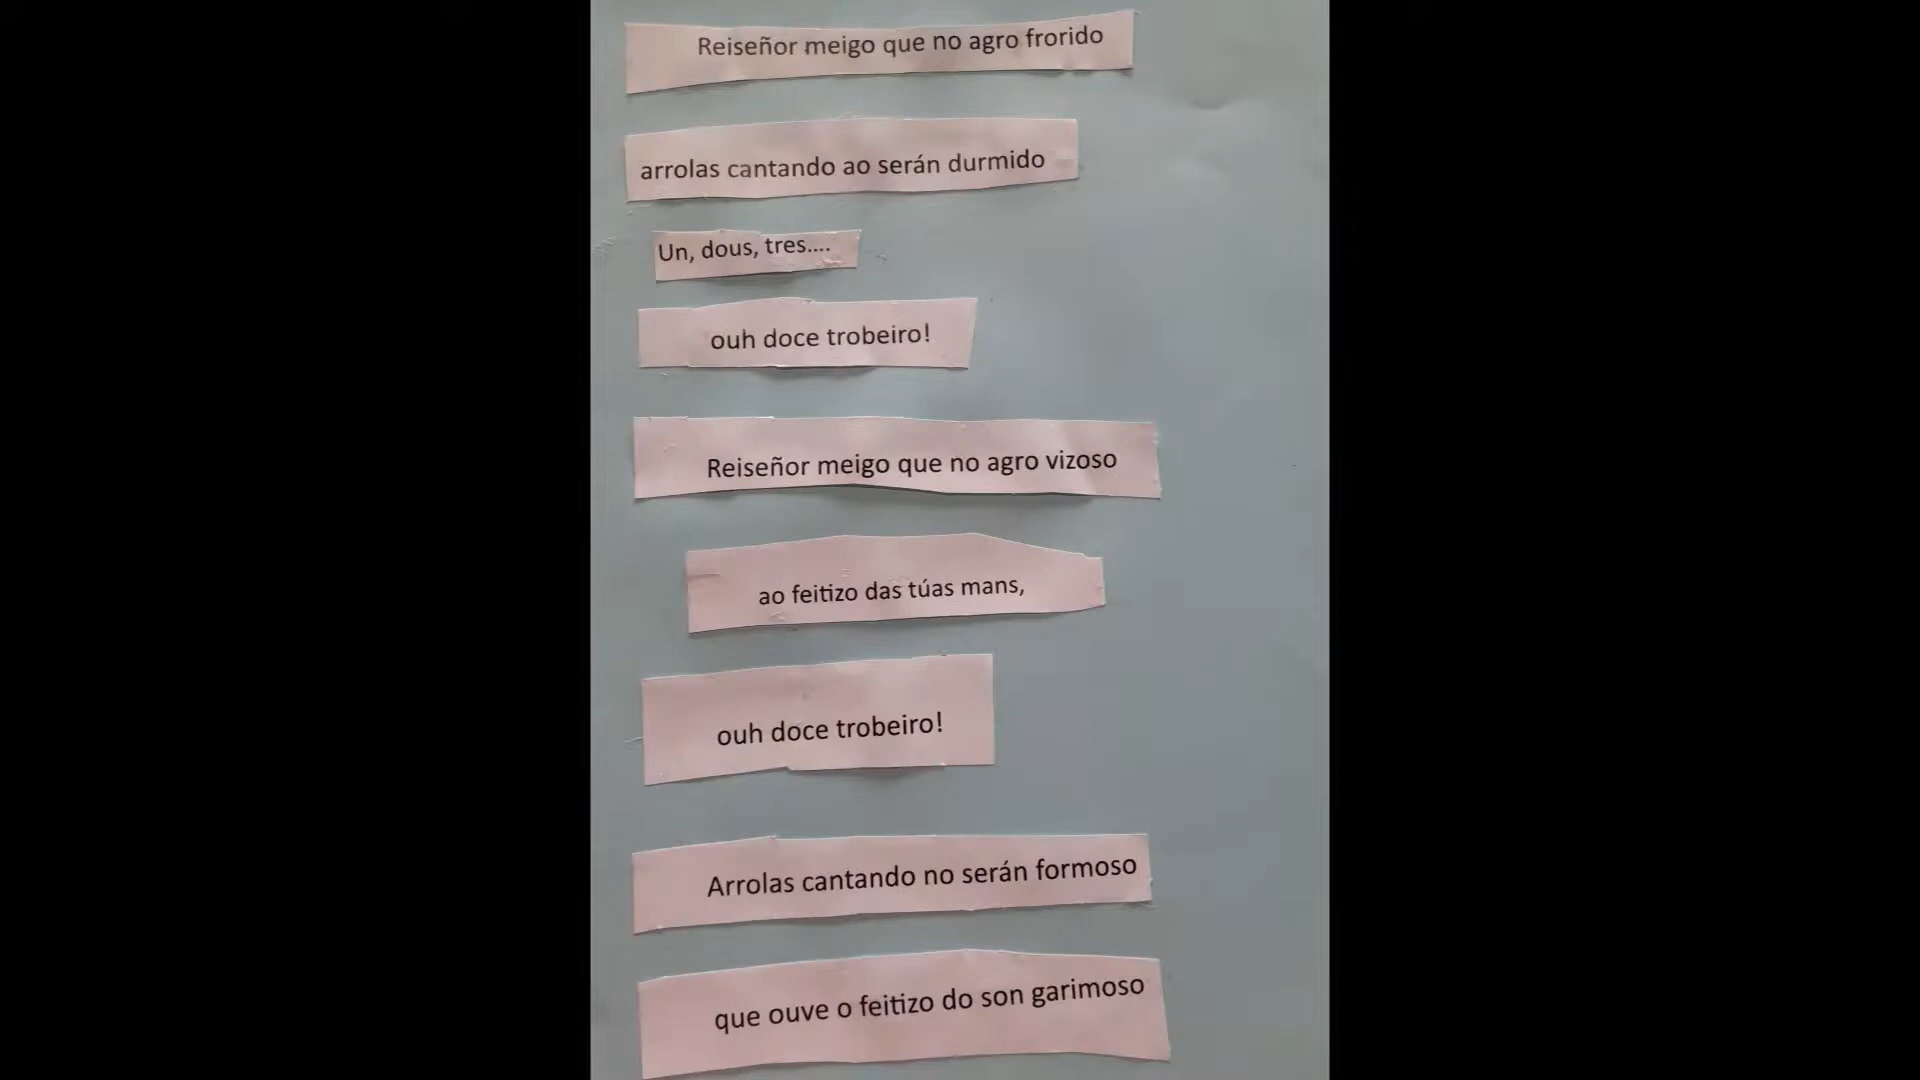 Reiseñor meigo que no agro frorido
arrolas cantando ao serán durmido
Un, dous, tres....
ouh doce trobeiro!
Reiseñor meigo que no agro vizoso
ao feitizo das túas mans,
ouh doce trobeiro!
Arrolas cantando no serán formoso
que ouve o feitizo do son garimoso